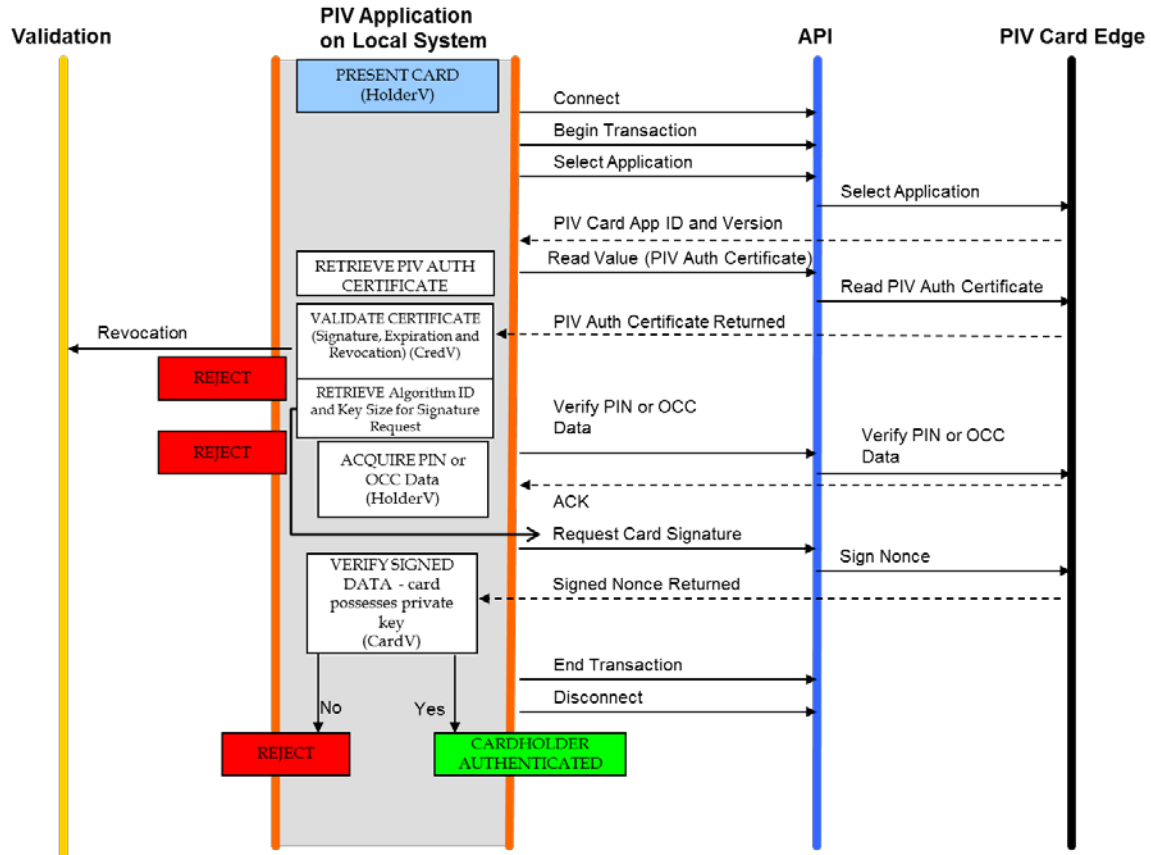 Validation
PIV Application
on Local System
API
PIV Card Edge
PRESENT CARD
(HolderV)
Connect
Begin Transaction
Select Application
Select Application
PIV Card App ID and Version
RETRIEVE PIV AUTH
CERTIFICATE
Read Value (PIV Auth Certificate)
Read PIV Auth Certificate
VALIDATE CERTIFICATE
(Signature, Expiration and
Revocation) (CredV)
PIV Auth Certificate Returned
Revocation
REJECT
RETRIEVE Algorithm ID
and Key Size for Signature
Request
Verify PIN or OCC
Data
Verify PIN or OCC
Data
REJECT
ACQUIRE PIN or
OCC Data
(HolderV)
ACK
Request Card Signature
Sign Nonce
VERIFY SIGNED
DATA - card
possesses private
key
(CardV)
Signed Nonce Returned
End Transaction
Disconnect
No
Yes
REJECT
CARDHOLDER
AUTHENTICATED